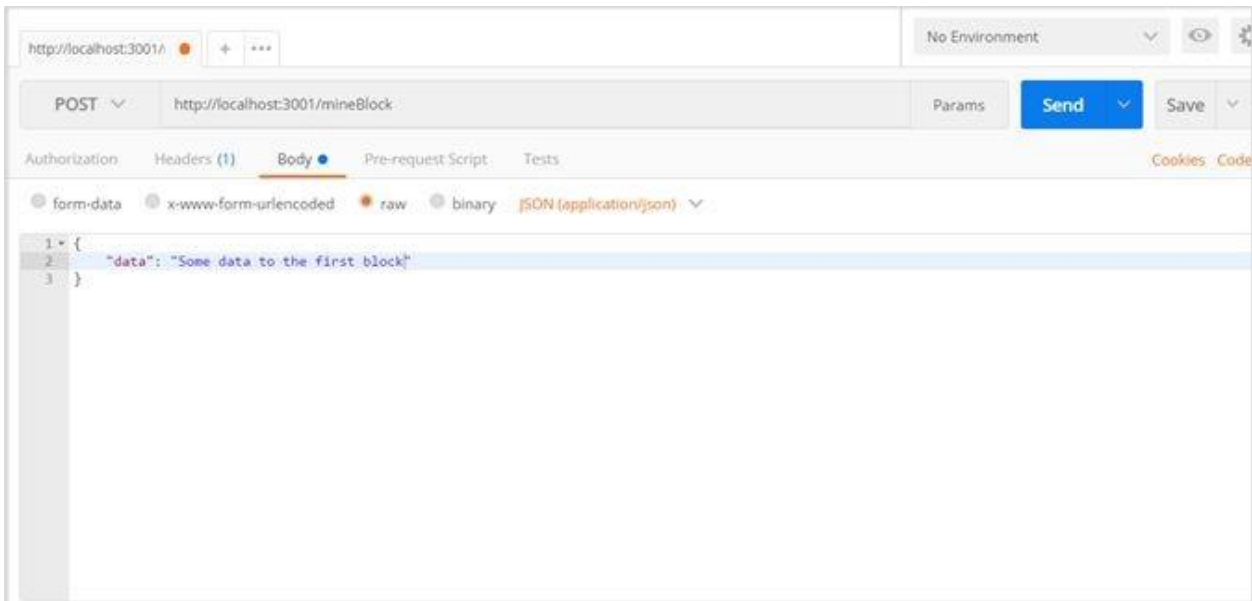 http://localhost:3001/ + ••• No Environment
POST http://localhost:3001/mineBlock Params Send Save
Authorization Headers (1) Body Pre-request Script Tests Cookies Code
form-data x-www-form-urlencoded raw binary JSON (application/json)
1 {
2 "data": "Some data to the first block"
3 }